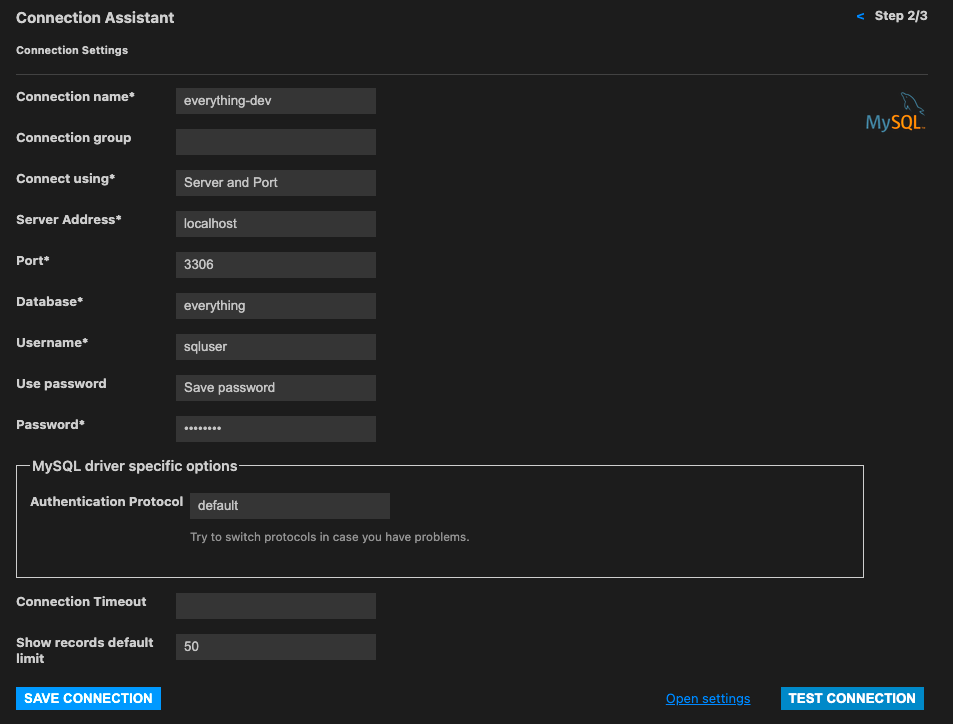 Connection Assistant
< Step 2/3
Connection Settings
Connection name* everything-dev
MySQL™
Connection group
Connect using* Server and Port
Server Address* localhost
Port* 3306
Database* everything
Username* sqluser
Use password Save password
Password* ••••••••
MySQL driver specific options
Authentication Protocol default
Try to switch protocols in case you have problems.
Connection Timeout
Show records default
limit
50
SAVE CONNECTION Open settings TEST CONNECTION